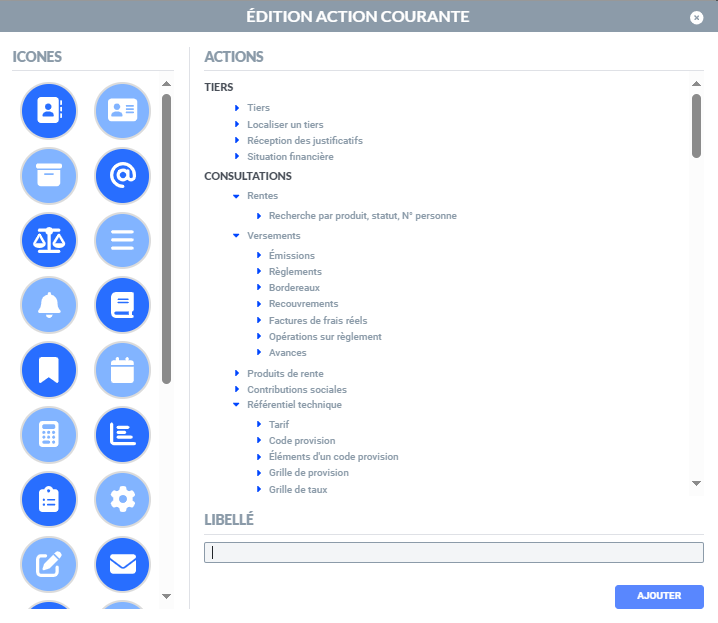 ÉDITION ACTION COURANTE
ICONES
ACTIONS
TIERS
Tiers
Localiser un tiers
Réception des justificatifs
Situation financière
CONSULTATIONS
Rentes
Recherche par produit, statut, N° personne
Versements
Émissions
Règlements
Bordereaux
Recouvrements
Factures de frais réels
Opérations sur règlement
Avances
Produits de rente
Contributions sociales
Référentiel technique
Tarif
Code provision
Éléments d'un code provision
Grille de provision
Grille de taux
LIBELLÉ
AJOUTER